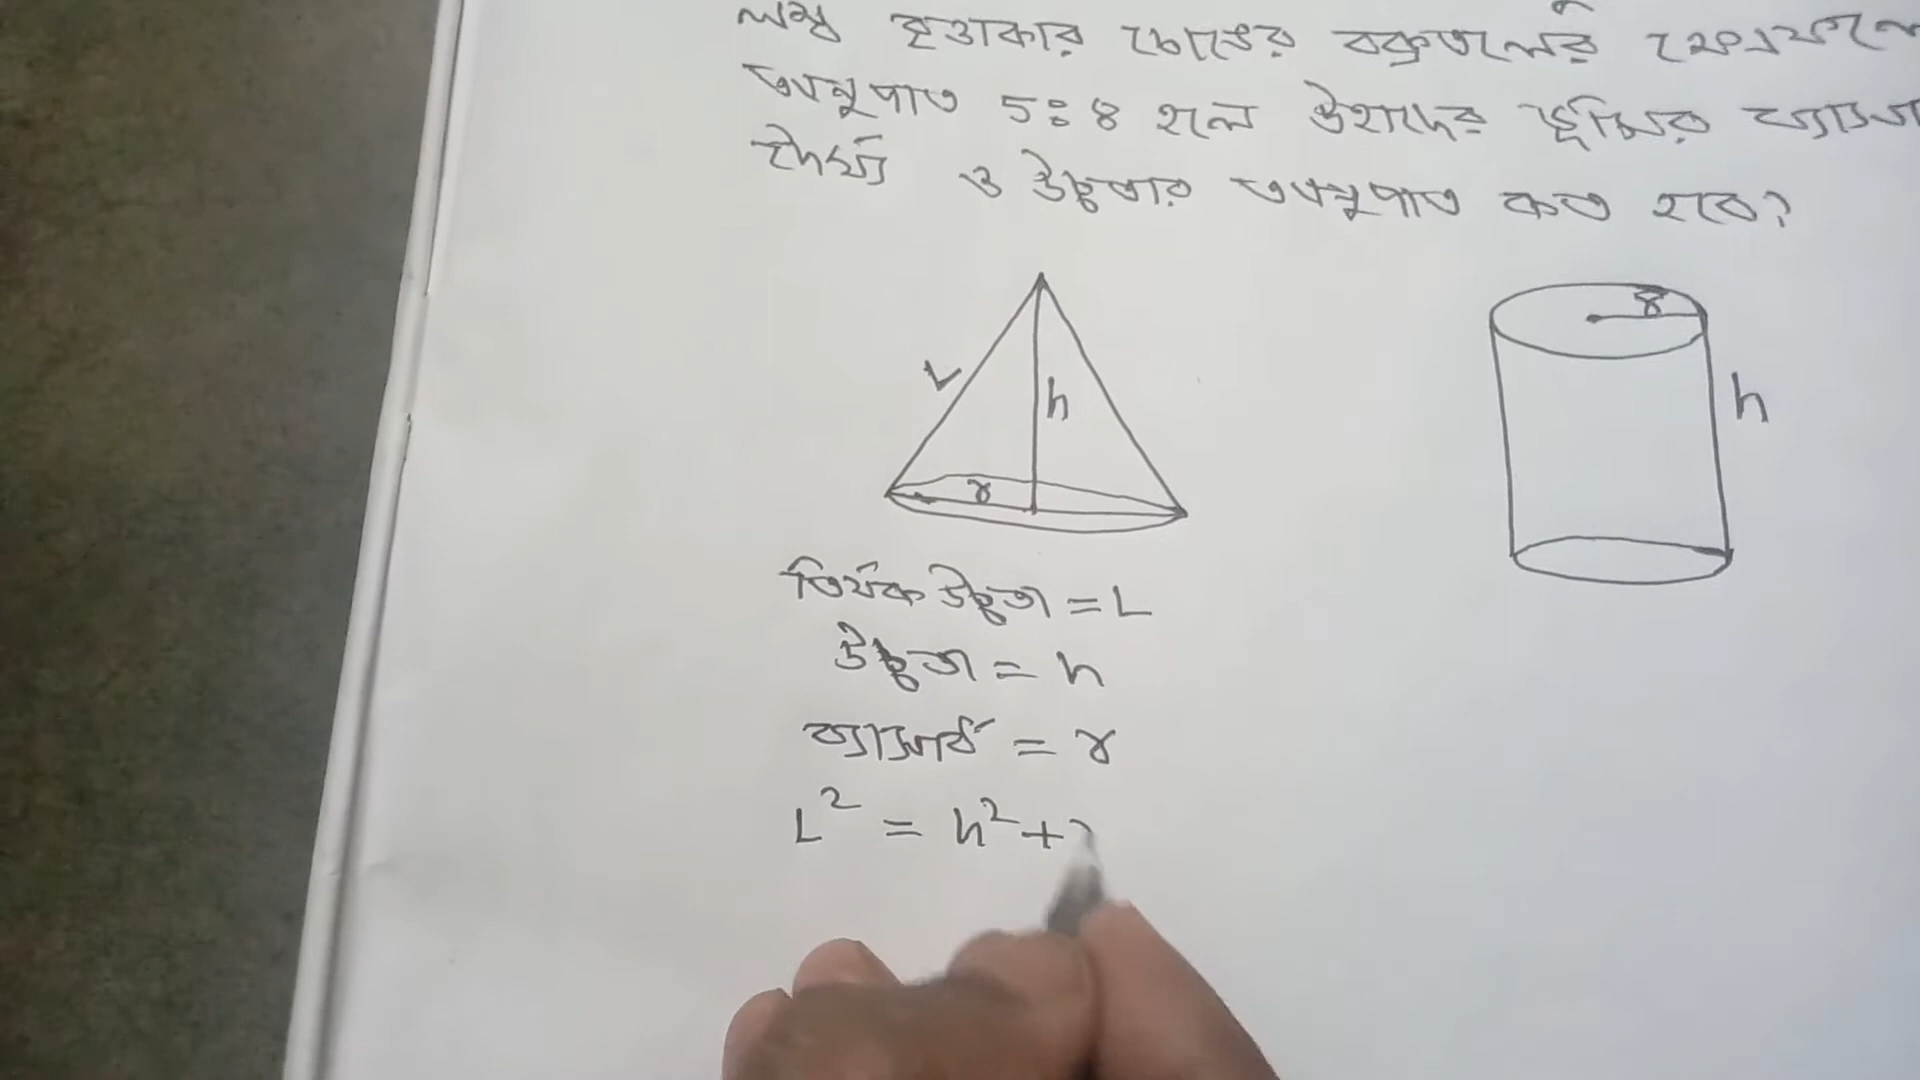 লম্ব বৃত্তাকার চোঙের বক্রতলের ক্ষেত্রফলে
অনুপাত 5:8 হলে উহাদের ভূমির ব্যাসা
দৈর্ঘ্য ও উচ্চতার অনুপাত কত হবে?
L
h
r
r
h
তির্যক উচ্চতা = L
উচ্চতা = h
ব্যাসার্ধ = r
L² = h² +